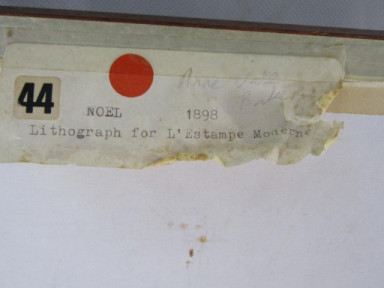 44
NOEL 1898
Lithograph for L'Estampe Moderne